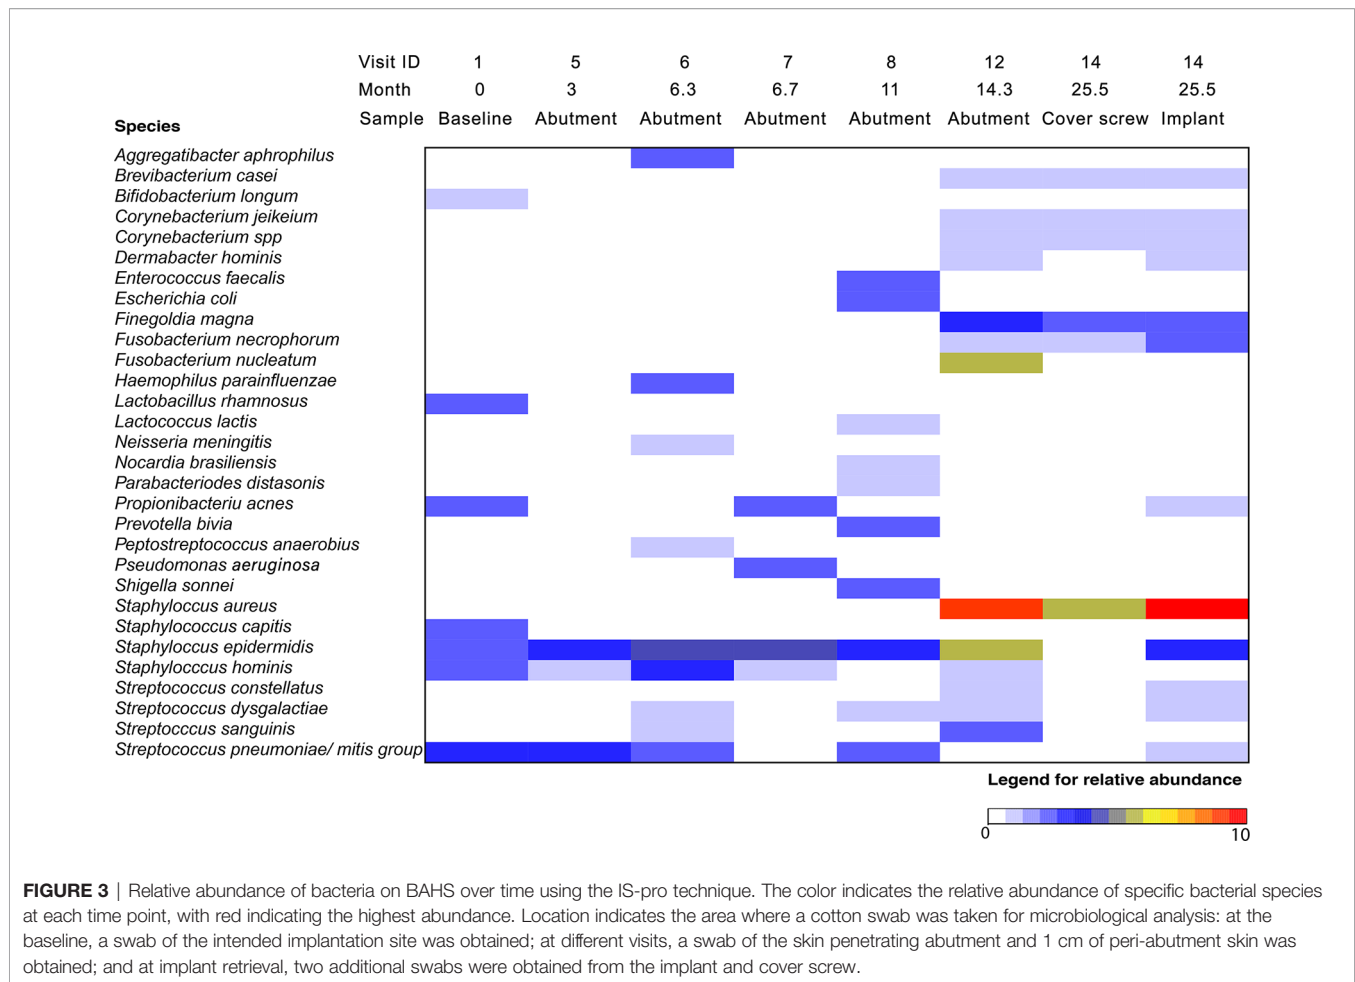 Visit ID 1 5 6 7 8 12 14 14
Month 0 3 6.3 6.7 11 14.3 25.5 25.5
Sample Baseline Abutment Abutment Abutment Abutment Abutment Cover screw Implant
Species
Aggregatibacter aphrophilus
Brevibacterium casei
Bifidobacterium longum
Corynebacterium jeikeium
Corynebacterium spp
Dermabacter hominis
Enterococcus faecalis
Escherichia coli
Finegoldia magna
Fusobacterium necrophorum
Fusobacterium nucleatum
Haemophilus parainfluenzae
Lactobacillus rhamnosus
Lactococcus lactis
Neisseria meningitis
Nocardia brasiliensis
Parabacteriodes distasonis
Propionibacteriu acnes
Prevotella bivia
Peptostreptococcus anaerobius
Pseudomonas aeruginosa
Shigella sonnei
Staphyloccus aureus
Staphylococcus capitis
Staphyloccus epidermidis
Staphylocccus hominis
Streptococcus constellatus
Streptococcus dysgalactiae
Streptocccus sanguinis
Streptococcus pneumoniae/ mitis group
Legend for relative abundance
0 10
FIGURE 3 | Relative abundance of bacteria on BAHS over time using the IS-pro technique. The color indicates the relative abundance of specific bacterial species
at each time point, with red indicating the highest abundance. Location indicates the area where a cotton swab was taken for microbiological analysis: at the
baseline, a swab of the intended implantation site was obtained; at different visits, a swab of the skin penetrating abutment and 1 cm of peri-abutment skin was
obtained; and at implant retrieval, two additional swabs were obtained from the implant and cover screw.